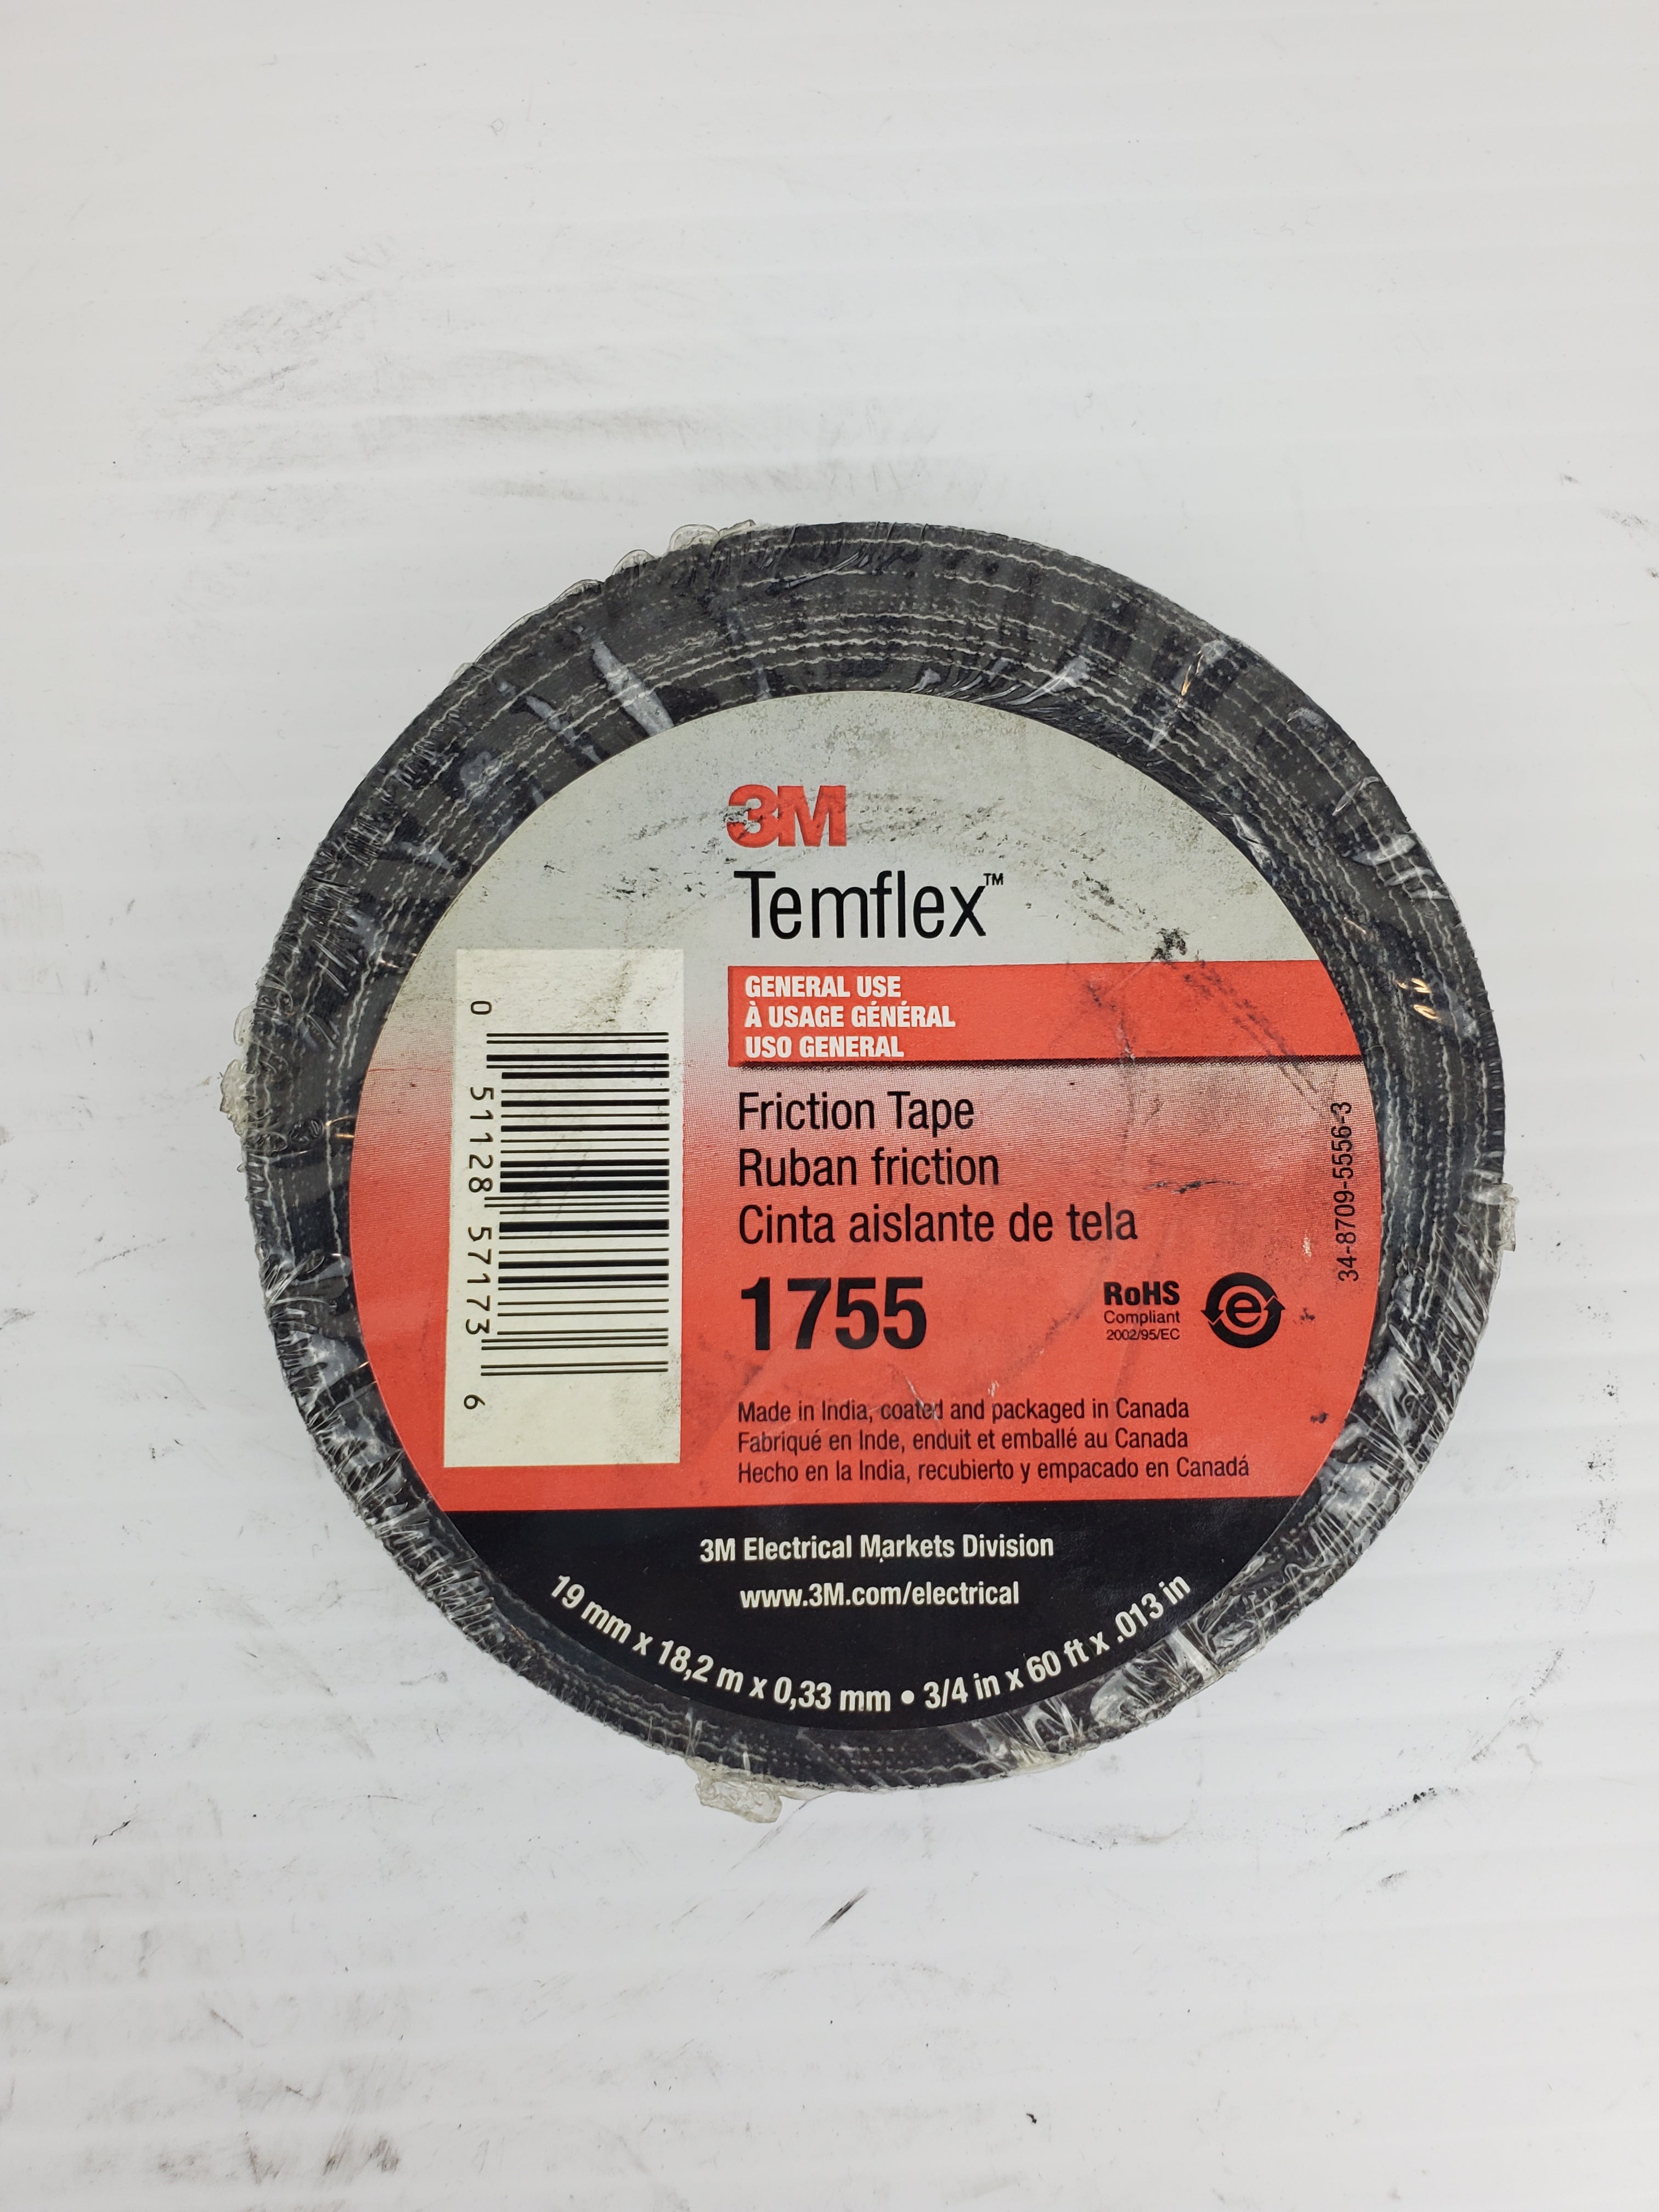 3M
Temflex™
GENERAL USE
À USAGE GÉNÉRAL
USO GENERAL
Friction Tape
Ruban friction
Cinta aislante de tela
1755
RoHS
Compliant
2002/95/EC
e
34-8709-5556-3
0 51128 57173 6
Made in India, coated and packaged in Canada
Fabriqué en Inde, enduit et emballé au Canada
Hecho en la India, recubierto y empacado en Canadá
3M Electrical Markets Division
www.3M.com/electrical
19 mm x 18,2 m x 0,33 mm • 3/4 in x 60 ft x .013 in